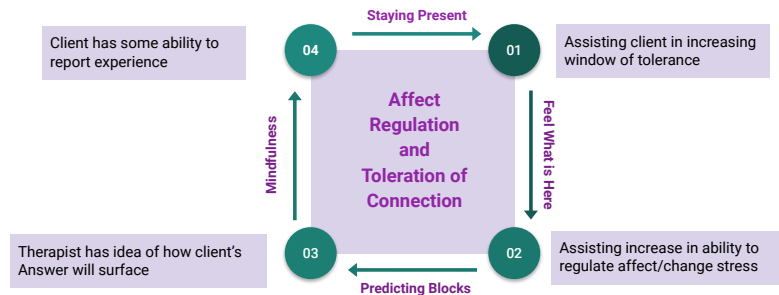 Staying Present
04
01
Client has some ability to
report experience
Assisting client in increasing
window of tolerance
Affect
Regulation
and
Toleration of
Connection
Mindfulness
Feel What is Here
03
02
Therapist has idea of how client's
Answer will surface
Assisting increase in ability to
regulate affect/change stress
Predicting Blocks